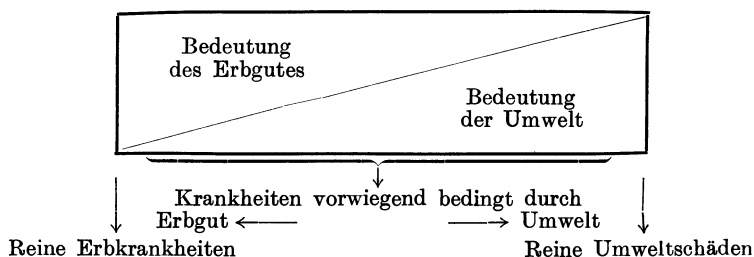 Bedeutung
des Erbgutes
Bedeutung
der Umwelt
Krankheiten vorwiegend bedingt durch
Erbgut ← → Umwelt
Reine Erbkrankheiten Reine Umweltschäden